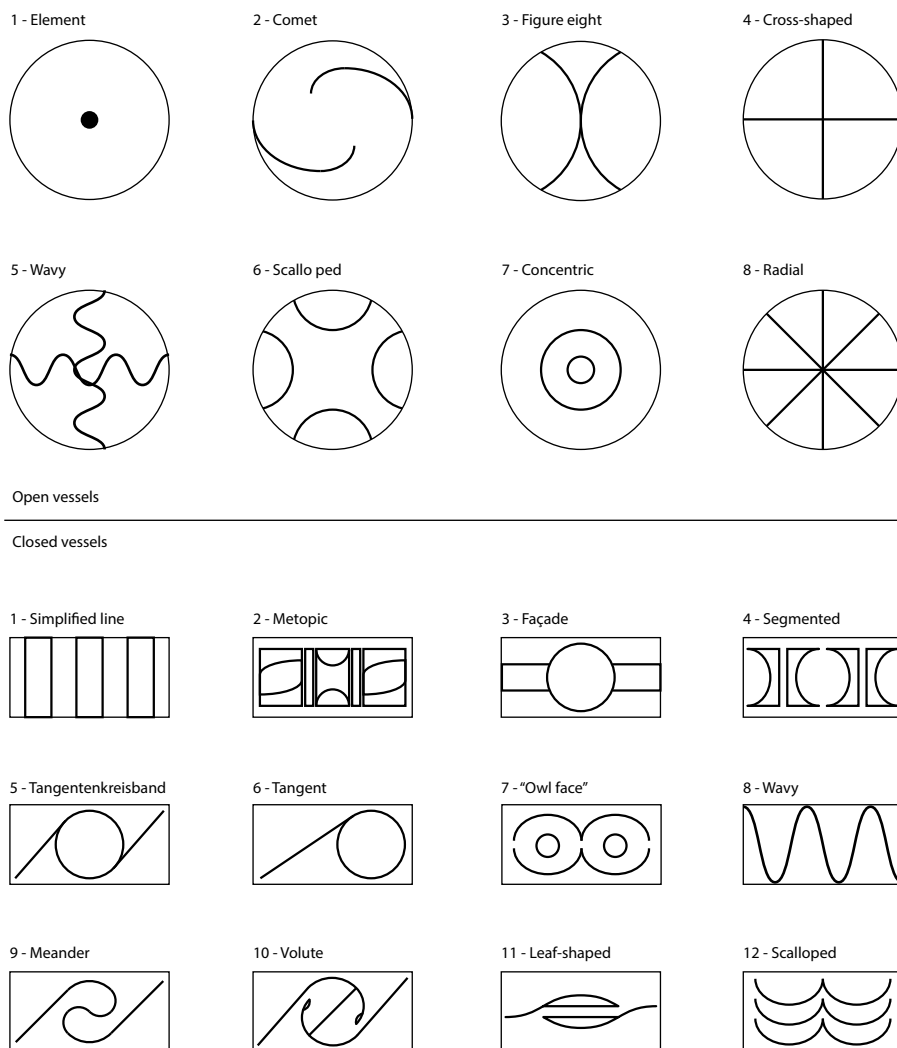 1 - Element
2 - Comet
3 - Figure eight
4 - Cross-shaped
5 - Wavy
6 - Scallo ped
7 - Concentric
8 - Radial
Open vessels
Closed vessels
1 - Simplified line
2 - Metopic
3 - Façade
4 - Segmented
5 - Tangentenkreisband
6 - Tangent
7 - “Owl face”
8 - Wavy
9 - Meander
10 - Volute
11 - Leaf-shaped
12 - Scalloped